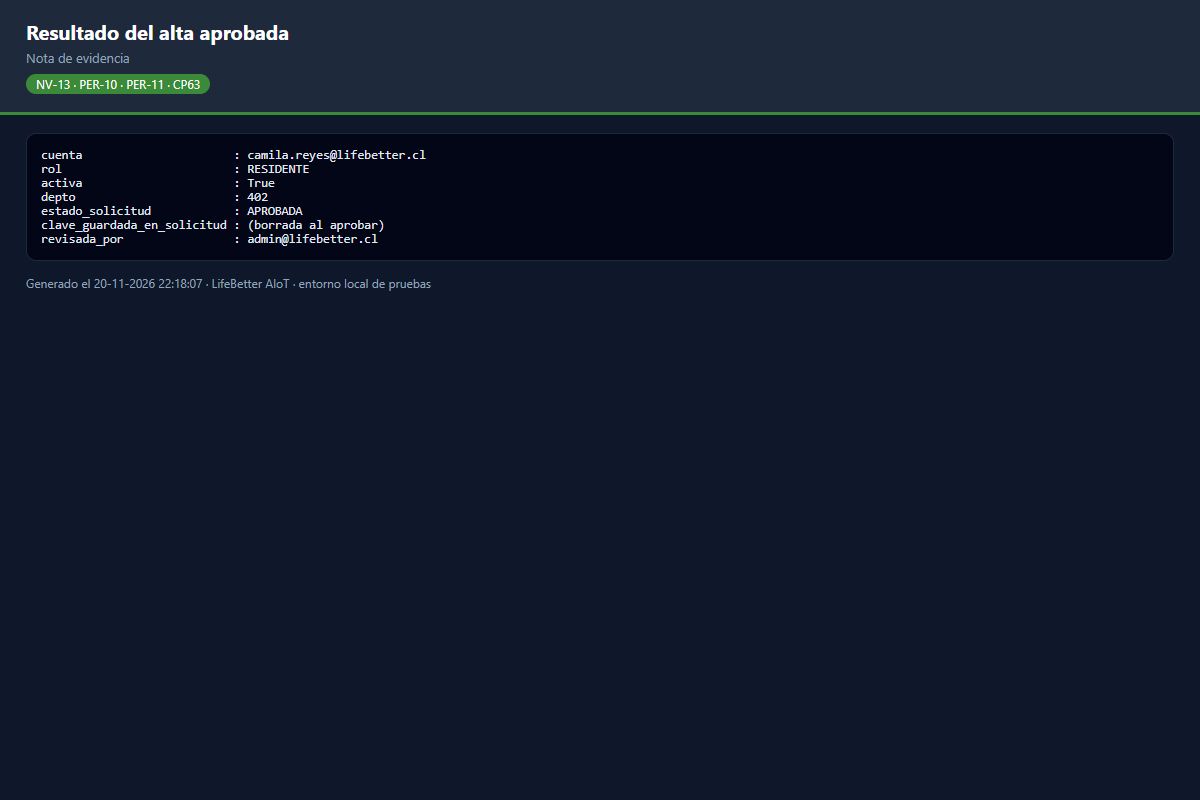 Resultado del alta aprobada
Nota de evidencia
NV-13 · PER-10 · PER-11 · CP63
cuenta : camila.reyes@lifebetter.cl
rol : RESIDENTE
activa : True
depto : 402
estado_solicitud : APROBADA
clave_guardada_en_solicitud : (borrada al aprobar)
revisada_por : admin@lifebetter.cl
Generado el 20-11-2026 22:18:07 · LifeBetter AIoT · entorno local de pruebas